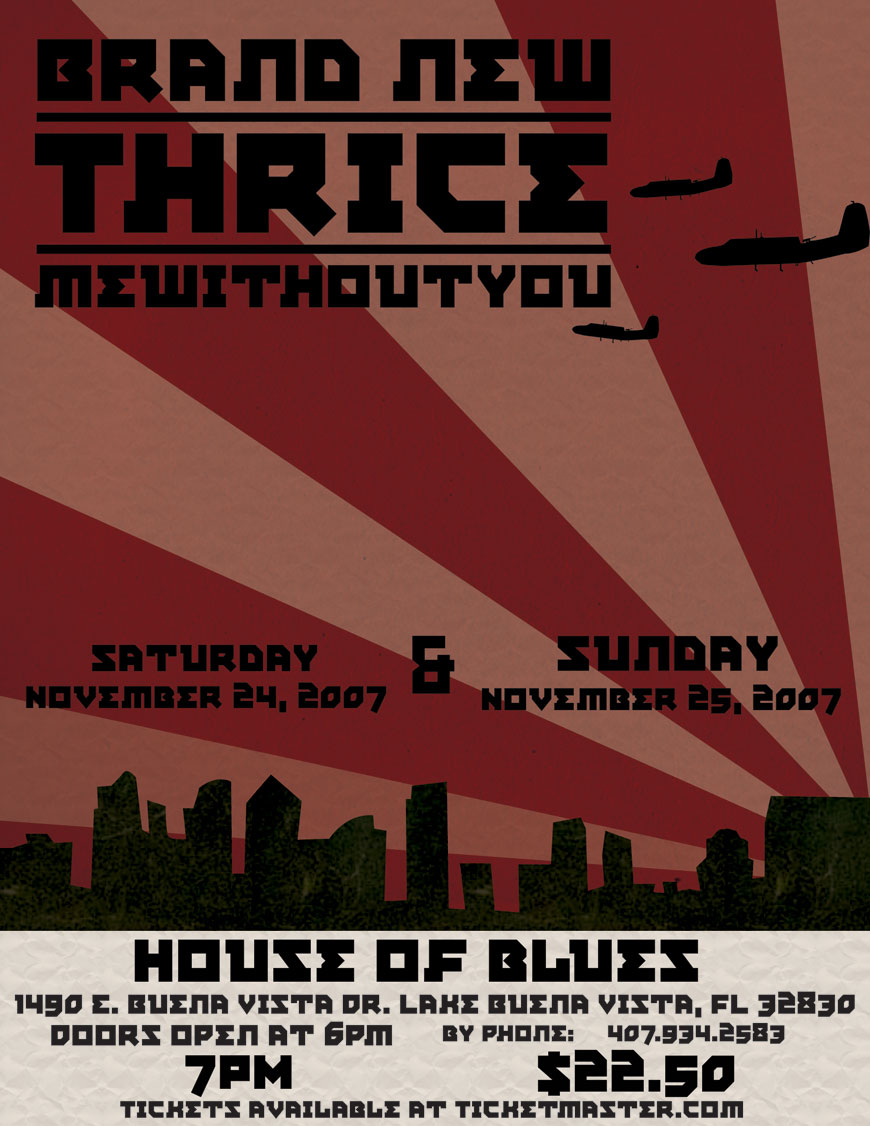 BRAND NEW
THRICE
MEWITHOUTYOU
SATURDAY
NOVEMBER 24, 2007
&
SUNDAY
NOVEMBER 25, 2007
HOUSE OF BLUES
1490 E. BUENA VISTA DR. LAKE BUENA VISTA, FL 32830
DOORS OPEN AT 6PM BY PHONE: 407.934.2583
7PM $22.50
TICKETS AVAILABLE AT TICKETMASTER.COM